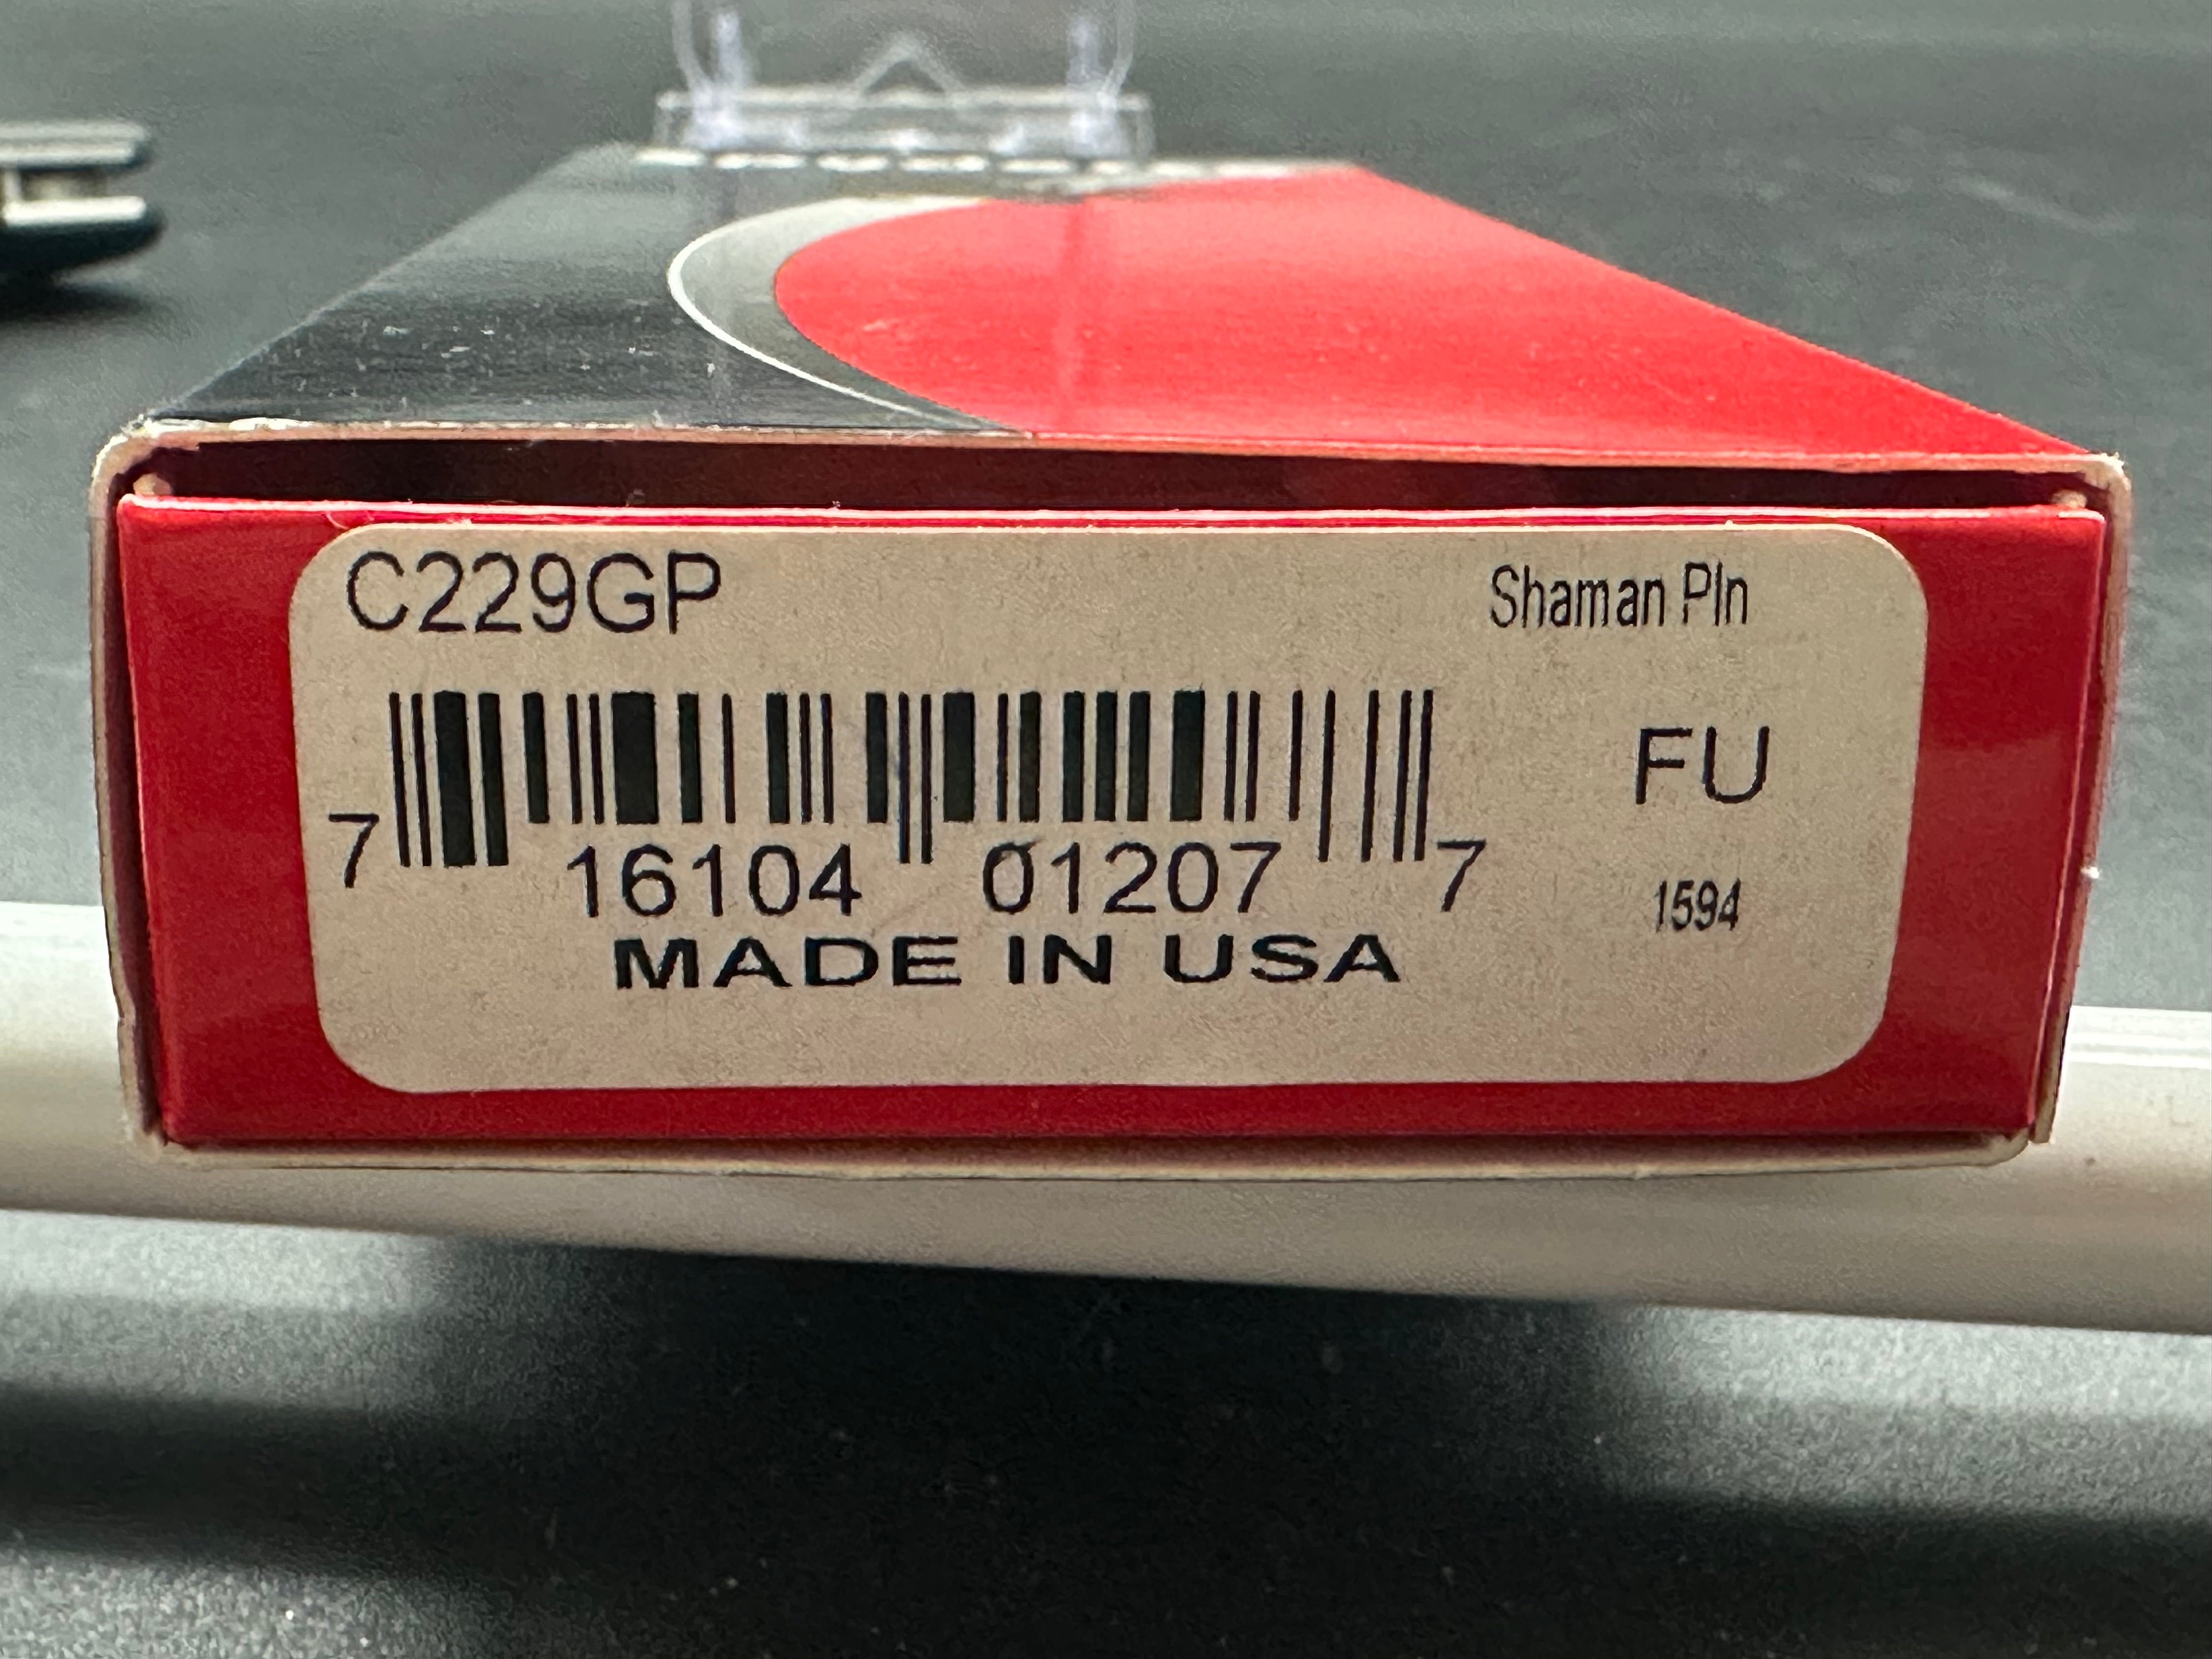 C229GP Shaman Pln
FU
7 16104 01207 7
1594
MADE IN USA